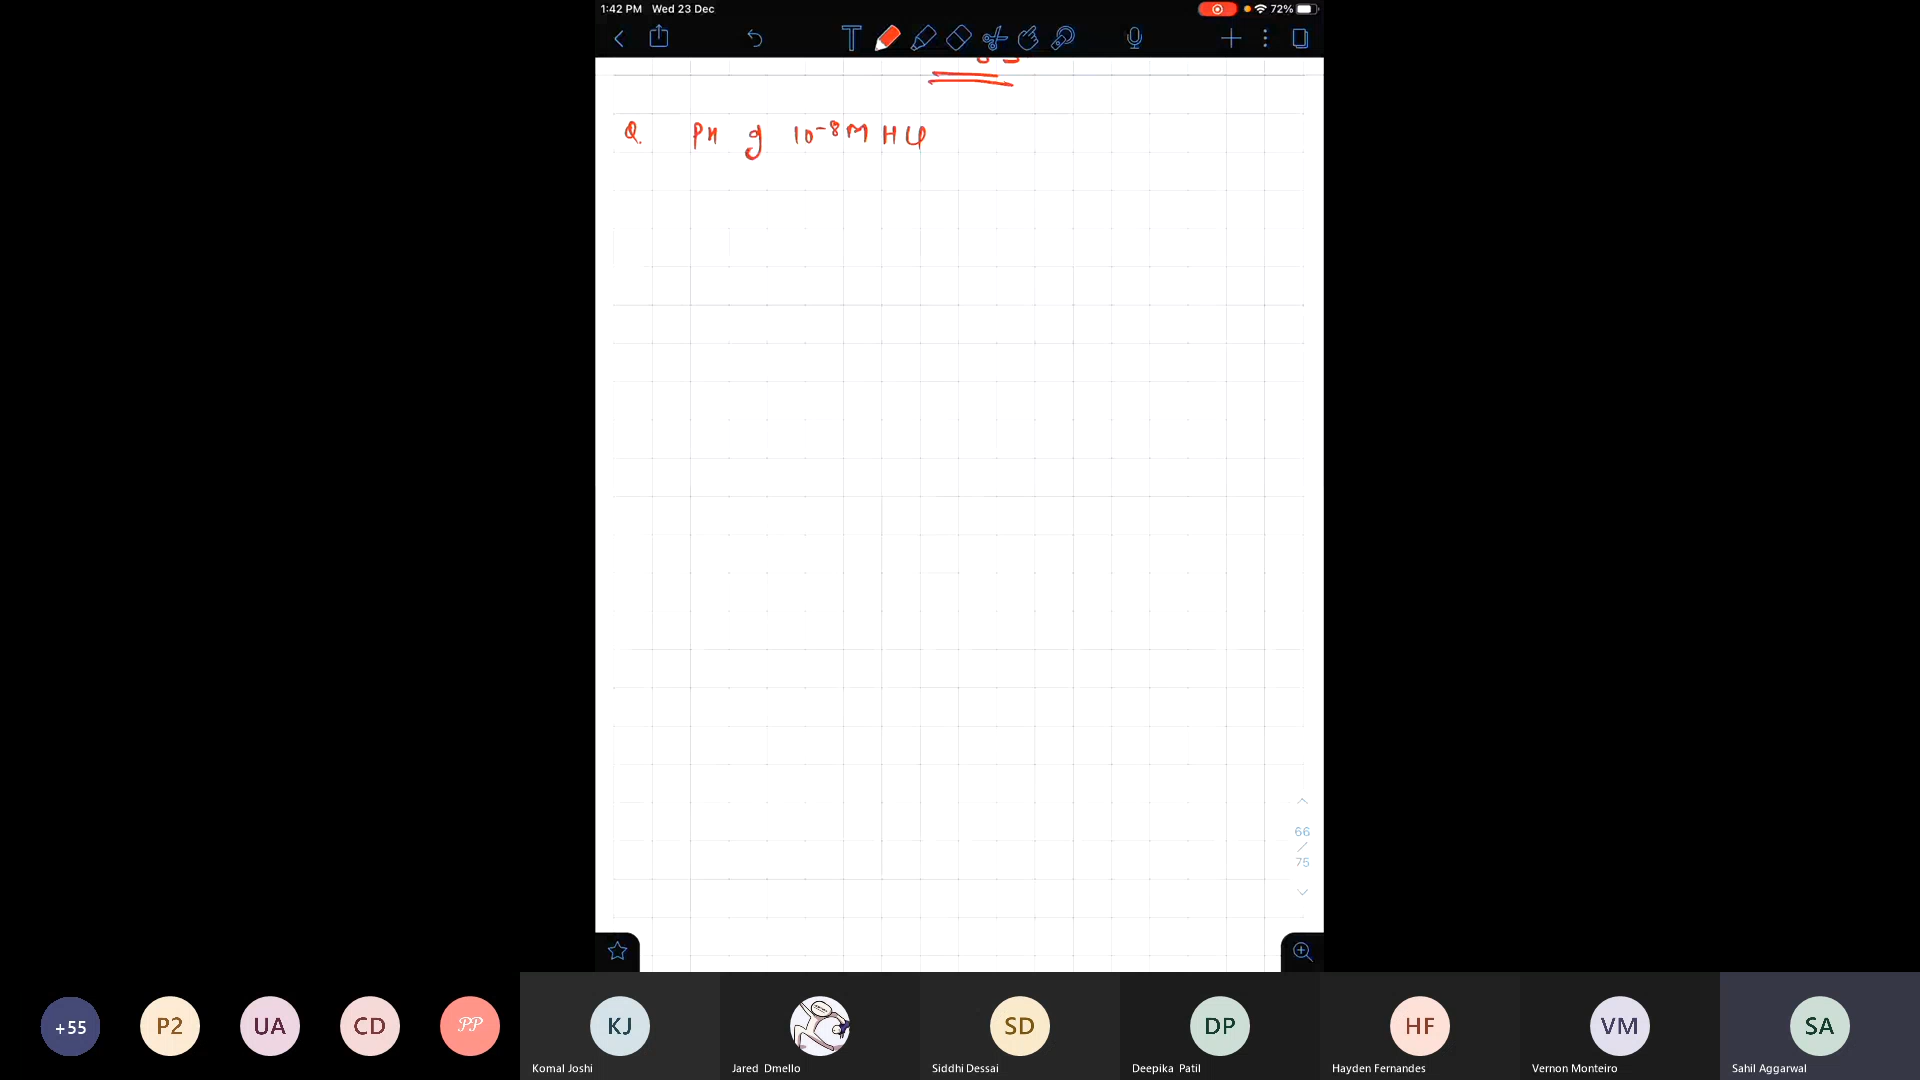 1:42 PM Wed 23 Dec
72%
Q. PH of 10-8 M HCl
66
/
75
+55
P2
UA
CD
PP
KJ
SD
DP
HF
VM
SA
Komal Joshi
Jared Dmello
Siddhi Dessai
Deepika Patil
Hayden Fernandes
Vernon Monteiro
Sahil Aggarwal